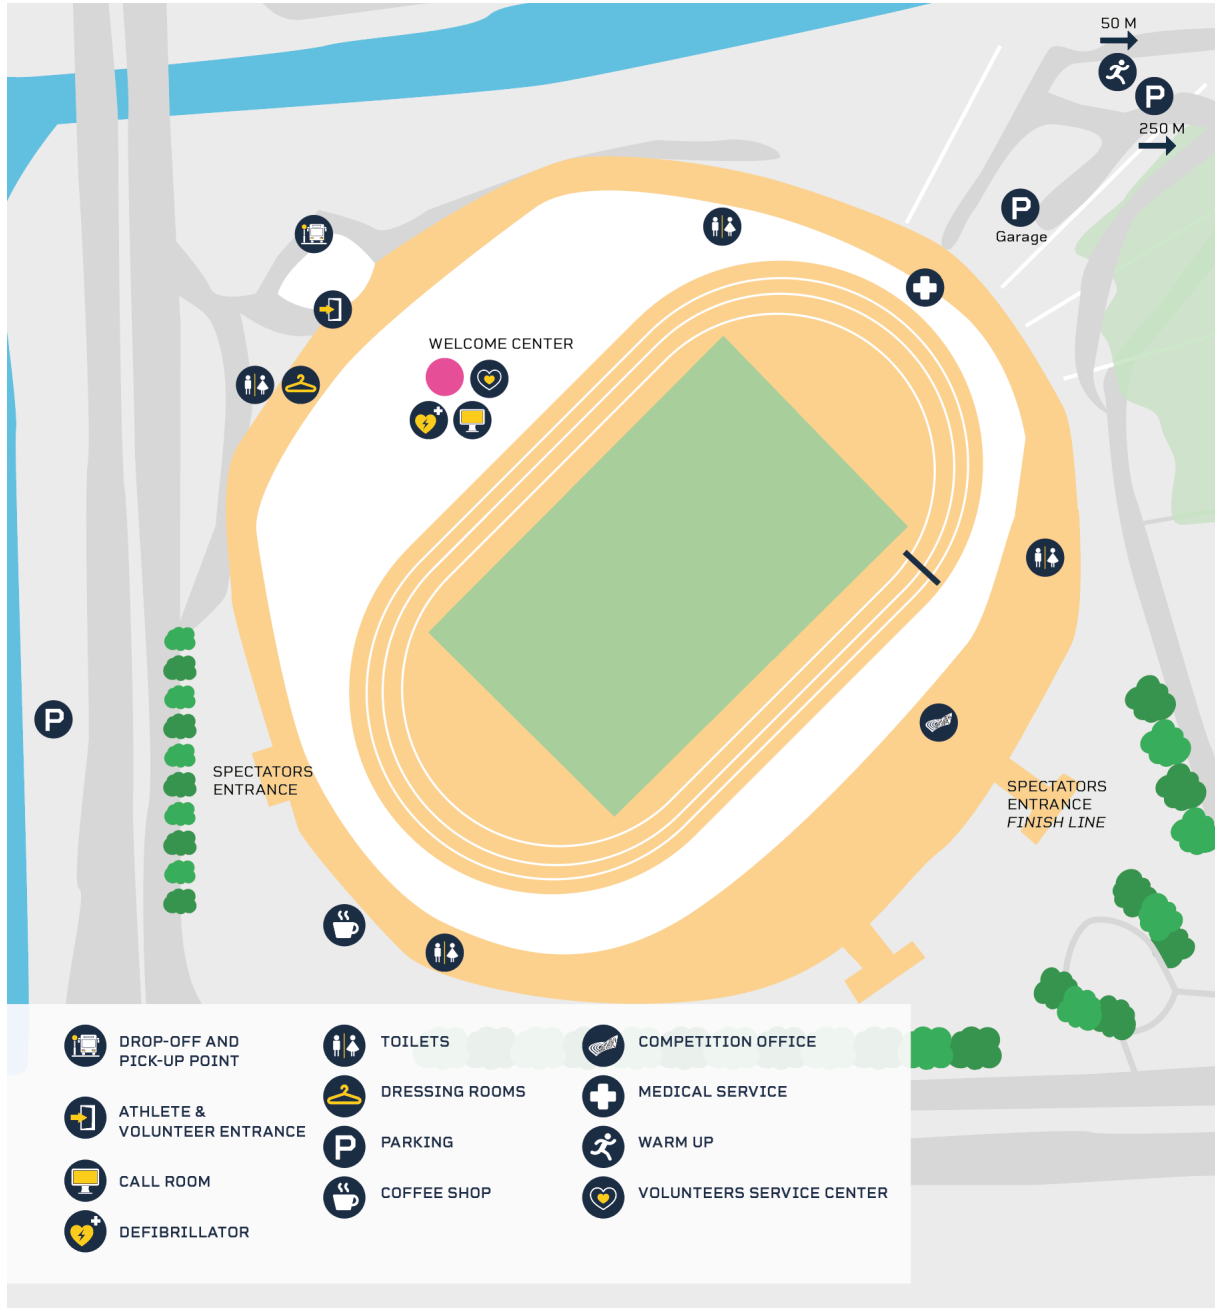 50 M
P
250 M
P
Garage
WELCOME CENTER
P
SPECTATORS
ENTRANCE
SPECTATORS
ENTRANCE
FINISH LINE
DROP-OFF AND
PICK-UP POINT
ATHLETE &
VOLUNTEER ENTRANCE
CALL ROOM
DEFIBRILLATOR
TOILETS
DRESSING ROOMS
P PARKING
COFFEE SHOP
COMPETITION OFFICE
MEDICAL SERVICE
WARM UP
VOLUNTEERS SERVICE CENTER